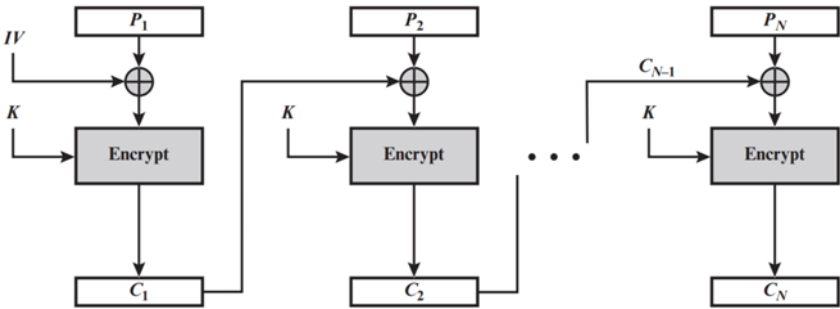 P1 P2 PN
IV
CN–1
K K K
Encrypt Encrypt Encrypt
C1 C2 CN